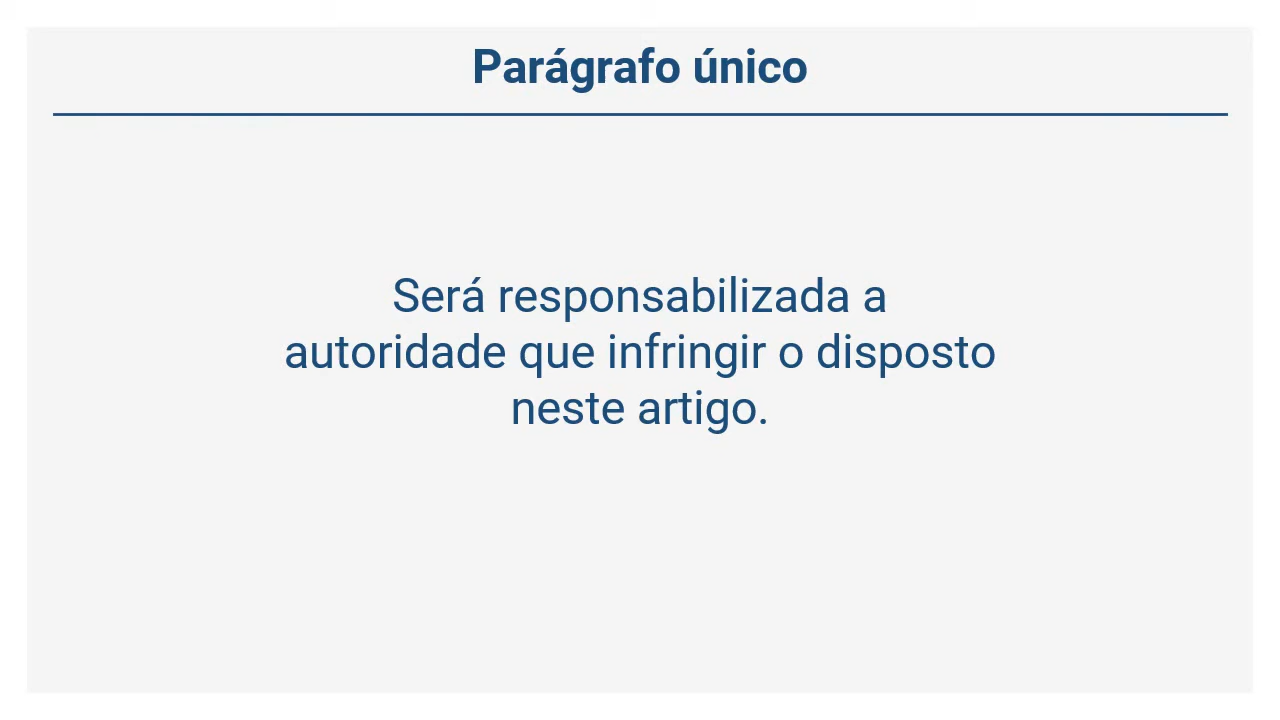 Parágrafo único
Será responsabilizada a
autoridade que infringir o disposto
neste artigo.